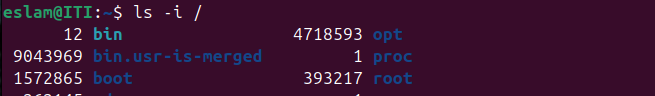 eslam@ITI:~$ ls -i /
12 bin 4718593 opt
9043969 bin.usr-is-merged 1 proc
1572865 boot 393217 root